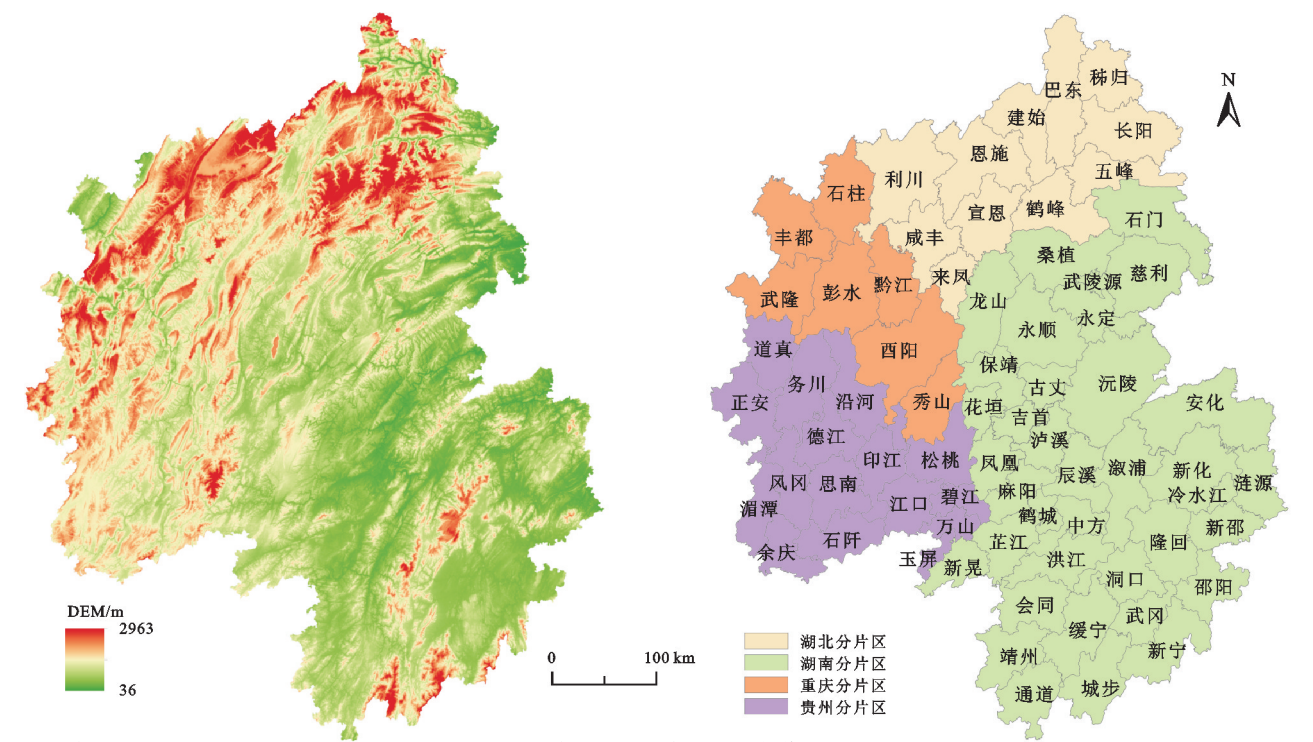 DEM/m
2963
36
0
100 km
N
秭归
巴东
建始
长阳
恩施
五峰
利川
石柱
鹤峰
宣恩
石门
丰都
咸丰
桑植
慈利
来凤
武陵源
黔江
彭水
武隆
龙山
永定
永顺
酉阳
道真
保靖
务川
古丈
沅陵
正安
沿河
秀山
花垣
吉首
安化
德江
泸溪
印江
松桃
凤凰
辰溪
溆浦
新化
涟源
风冈
思南
麻阳
冷水江
碧江
江口
湄潭
鹤城
中方
万山
新邵
石阡
芷江
隆回
余庆
玉屏
新晃
洪江
洞口
邵阳
会同
武冈
缓宁
新宁
靖州
城步
通道
湖北分片区
湖南分片区
重庆分片区
贵州分片区